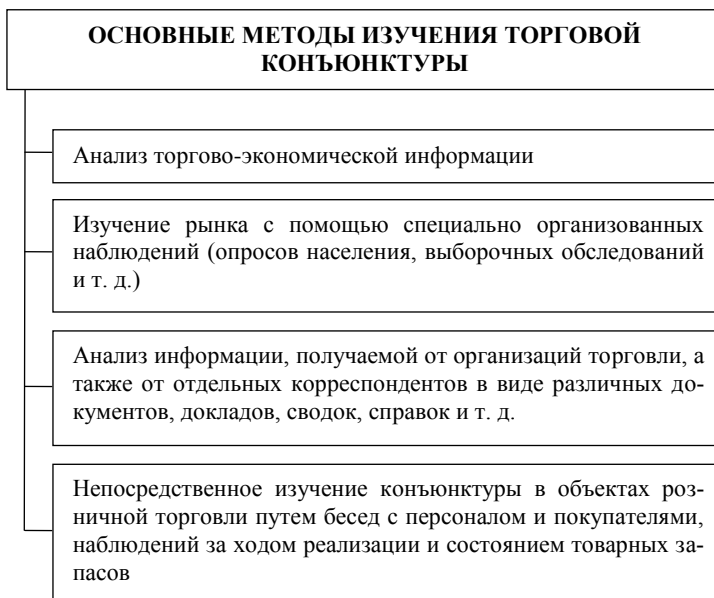 ОСНОВНЫЕ МЕТОДЫ ИЗУЧЕНИЯ ТОРГОВОЙ
КОНЪЮНКТУРЫ
Анализ торгово-экономической информации
Изучение рынка с помощью специально организованных
наблюдений (опросов населения, выборочных обследований
и т. д.)
Анализ информации, получаемой от организаций торговли, а
также от отдельных корреспондентов в виде различных до-
кументов, докладов, сводок, справок и т. д.
Непосредственное изучение конъюнктуры в объектах роз-
ничной торговли путем бесед с персоналом и покупателями,
наблюдений за ходом реализации и состоянием товарных за-
пасов